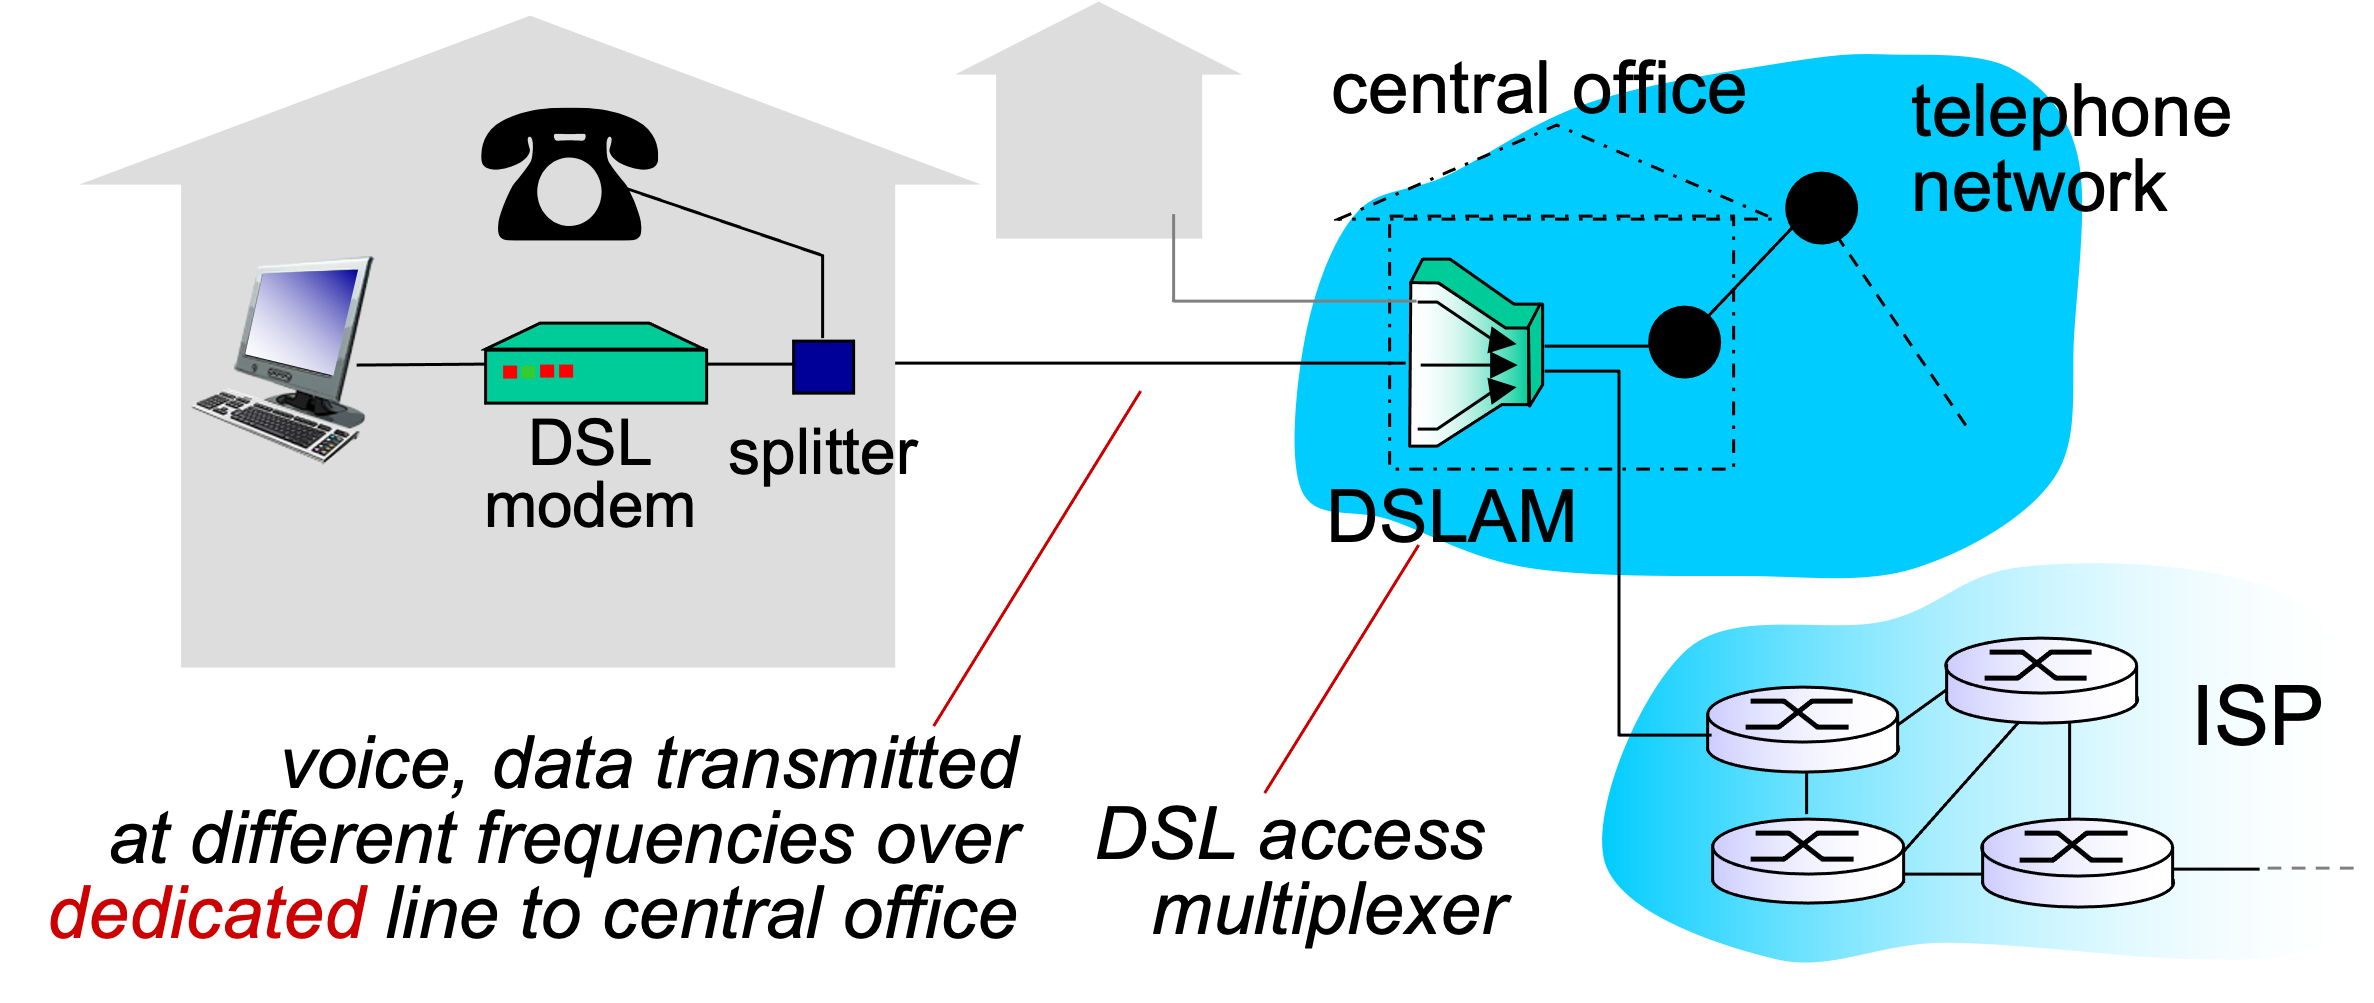 central office
telephone
network
DSL
modem
splitter
DSLAM
ISP
voice, data transmitted
at different frequencies over
dedicated line to central office
DSL access
multiplexer